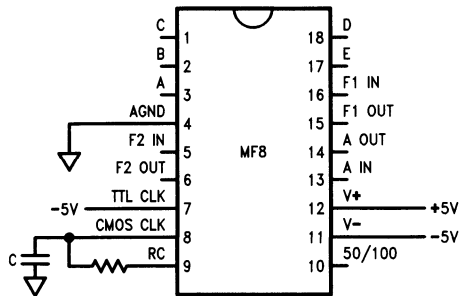 C 1 18 D
B 2 17 E
A 3 16 F1 IN
AGND 4 15 F1 OUT
F2 IN 5 MF8 14 A OUT
F2 OUT 6 13 A IN
-5V TTL CLK 7 12 V+ +5V
CMOS CLK 8 11 V- -5V
C RC 9 10 50/100